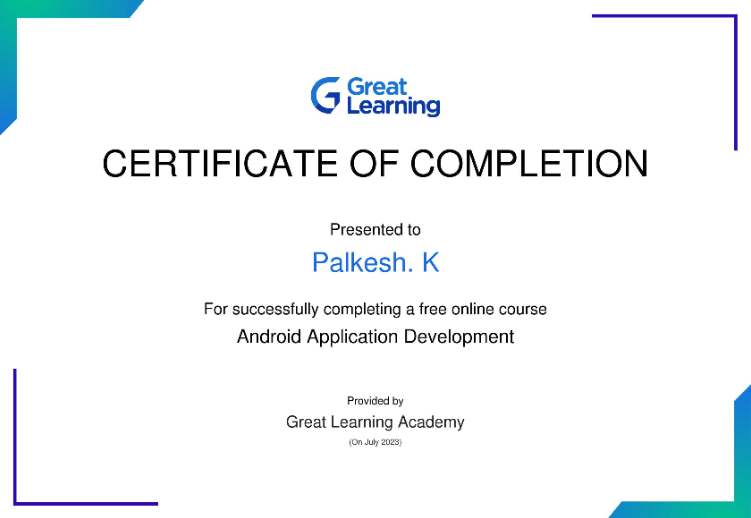 Great
Learning
CERTIFICATE OF COMPLETION
Presented to
Palkesh. K
For successfully completing a free online course
Android Application Development
Provided by
Great Learning Academy
(On July 2023)